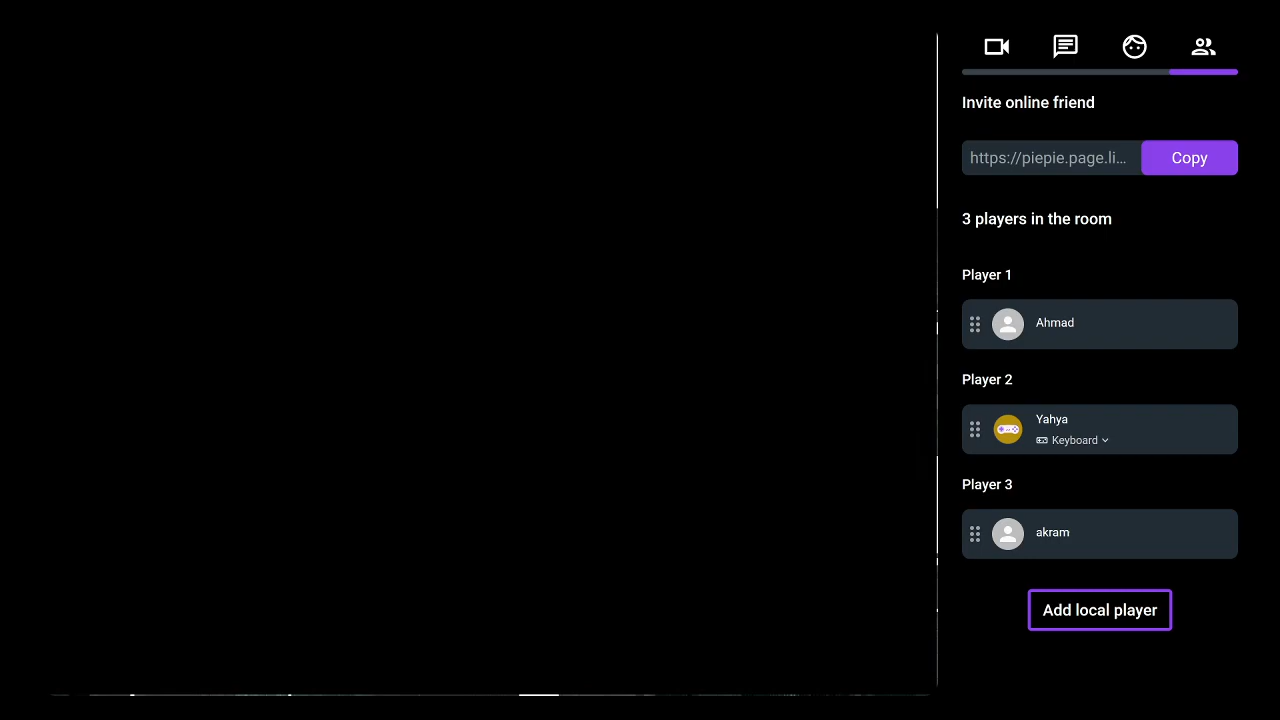 Invite online friend
https://piepie.page.li...
Copy
3 players in the room
Player 1
Ahmad
Player 2
Yahya
Keyboard
Player 3
akram
Add local player